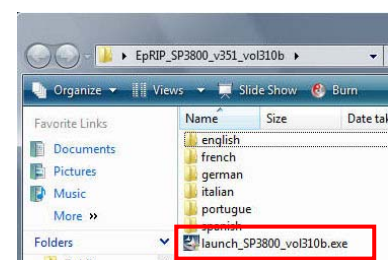 EpRIP_SP3800_v351_vol310b
Organize Views Slide Show Burn
Favorite Links
Documents
Pictures
Music
More »
Folders
Name Size Date tal
english
french
german
italian
portugue
spanish
launch_SP3800_vol310b.exe